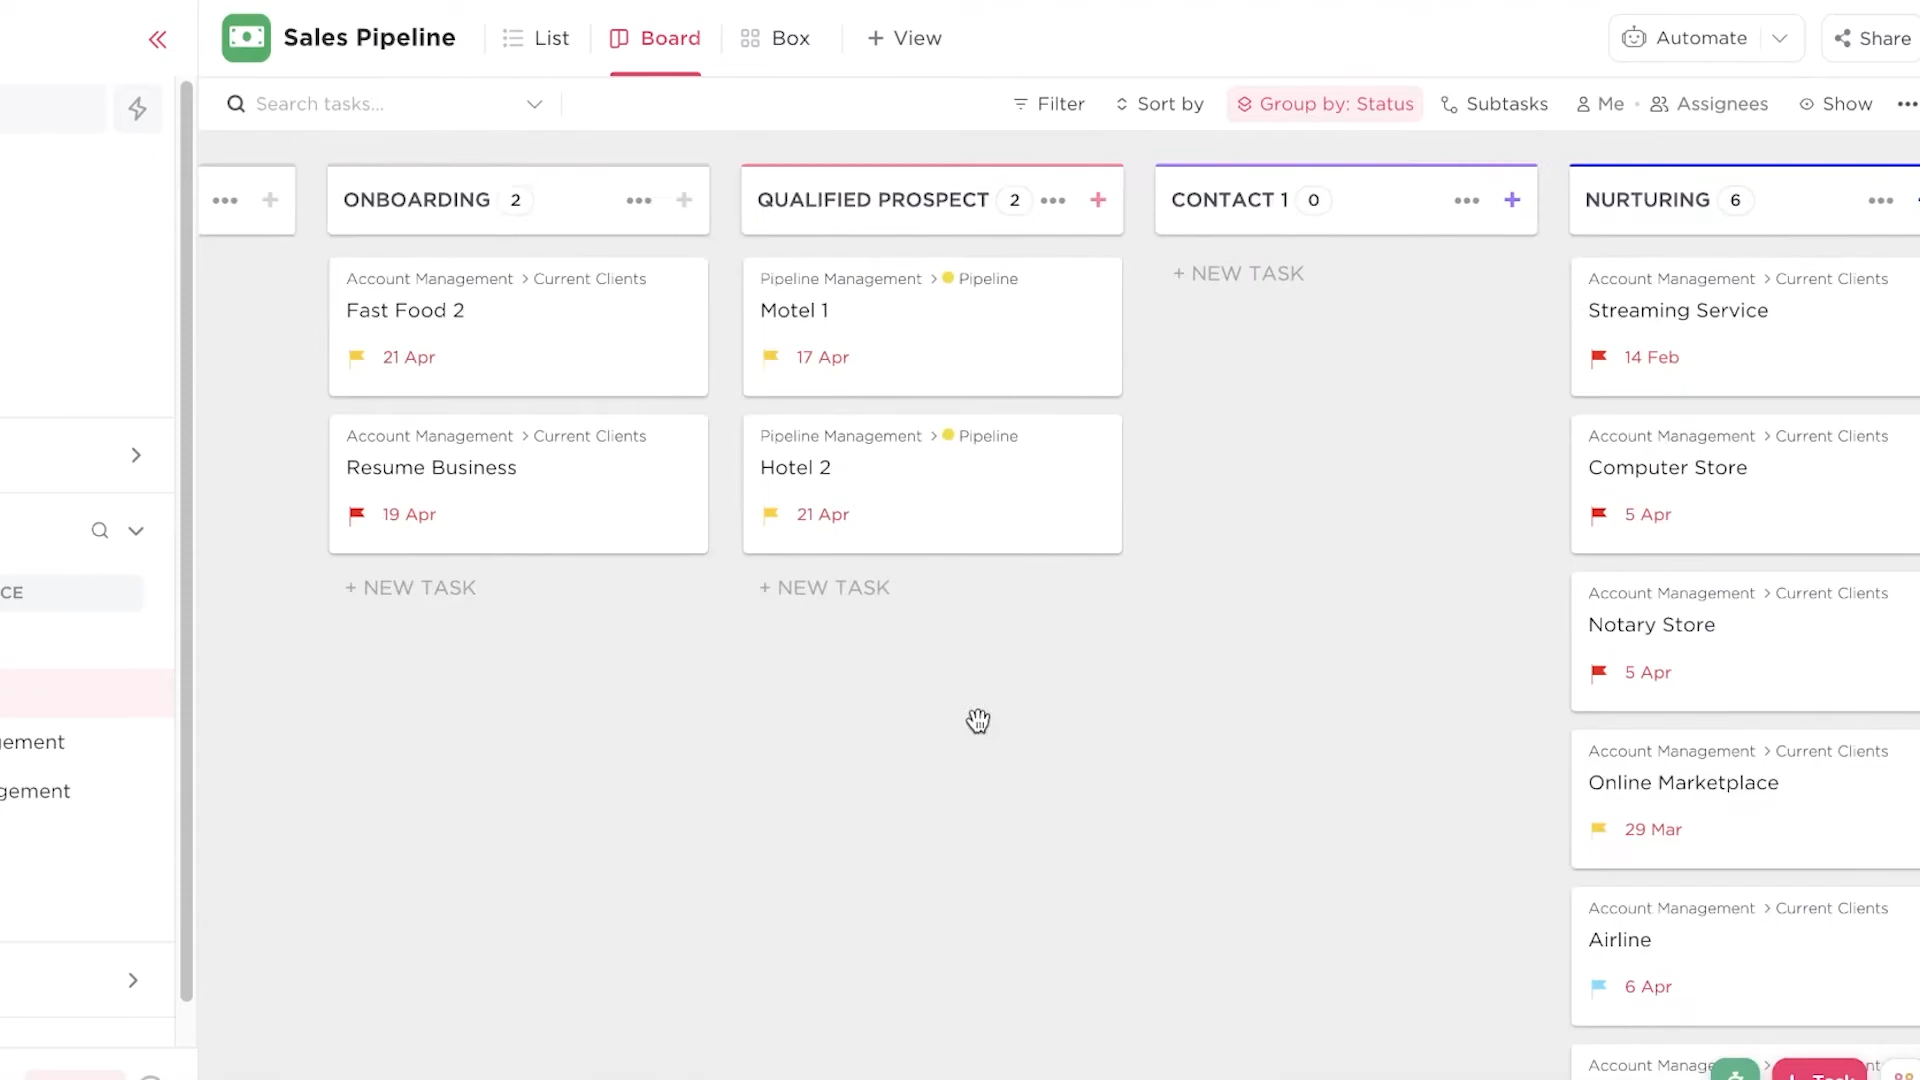 Sales Pipeline
List
Board
Box
+ View
Automate
Share
Search tasks...
Filter
Sort by
Group by: Status
Subtasks
Me
Assignees
Show
ONBOARDING 2
QUALIFIED PROSPECT 2
CONTACT 1 0
NURTURING 6
Account Management > Current Clients
Fast Food 2
21 Apr
Account Management > Current Clients
Resume Business
19 Apr
+ NEW TASK
Pipeline Management > Pipeline
Motel 1
17 Apr
Pipeline Management > Pipeline
Hotel 2
21 Apr
+ NEW TASK
+ NEW TASK
Account Management > Current Clients
Streaming Service
14 Feb
Account Management > Current Clients
Computer Store
5 Apr
Account Management > Current Clients
Notary Store
5 Apr
Account Management > Current Clients
Online Marketplace
29 Mar
Account Management > Current Clients
Airline
6 Apr
Account
CE
ement
gement